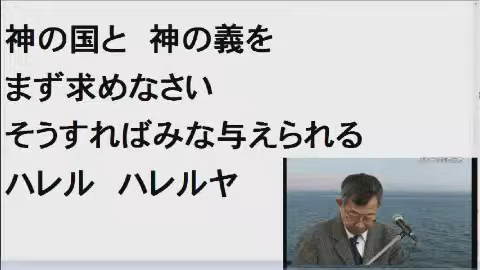 神の国と　神の義を
まず求めなさい
そうすればみな与えられる
ハレル　ハレルヤ